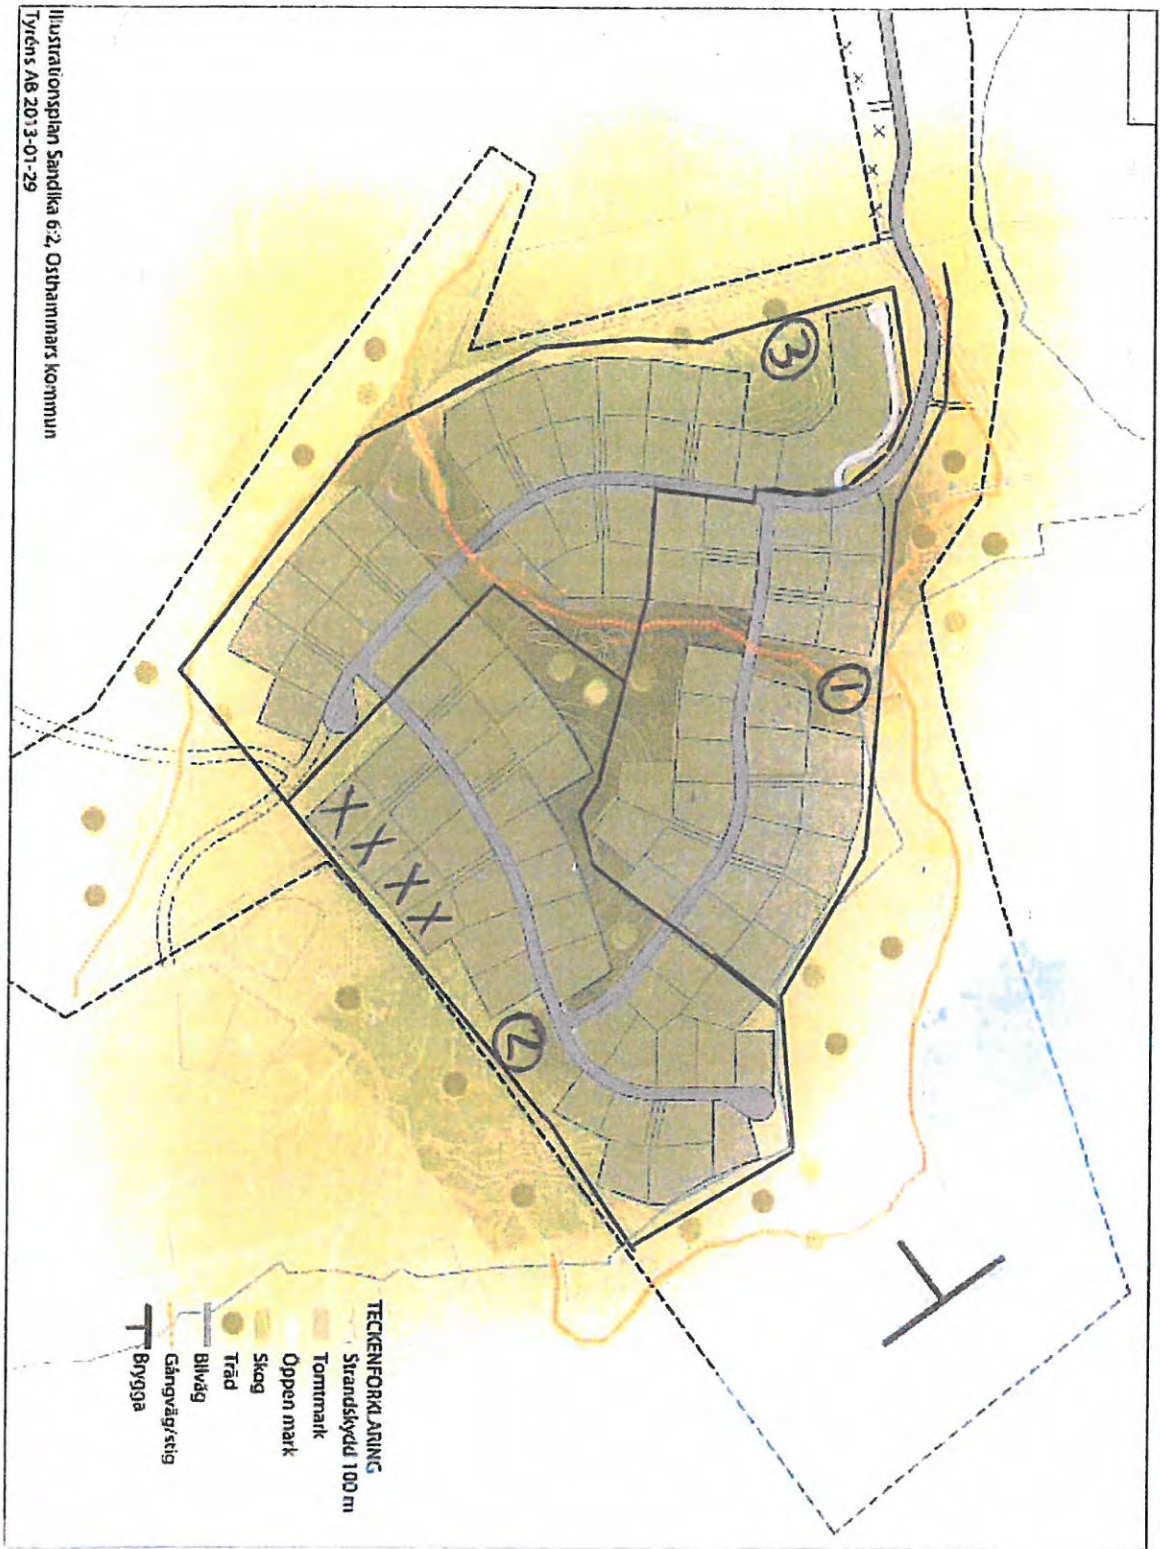 Illustrationsplan Sandika 6:2, Östhammars kommun
Tyréns AB 2013-01-29
3
1
2
X X X X
TECKENFÖRKLARING
Strandskydd 100 m
Tomtmark
Öppen mark
Skog
Träd
Bilväg
Gångväg/stig
Brygga